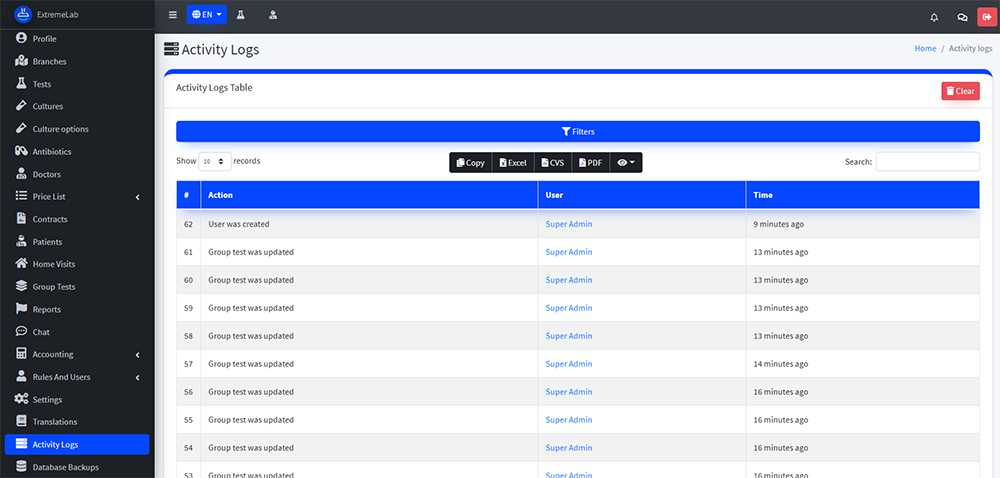 ExtremeLab
EN
Profile
Branches
Tests
Cultures
Culture options
Antibiotics
Doctors
Price List
Contracts
Patients
Home Visits
Group Tests
Reports
Chat
Accounting
Rules And Users
Settings
Translations
Activity Logs
Database Backups
Activity Logs
Home / Activity logs
Activity Logs Table
Clear
Filters
Show 10 records
Copy Excel CVS PDF
Search:
# Action User Time
62 User was created Super Admin 9 minutes ago
61 Group test was updated Super Admin 13 minutes ago
60 Group test was updated Super Admin 13 minutes ago
59 Group test was updated Super Admin 13 minutes ago
58 Group test was updated Super Admin 13 minutes ago
57 Group test was updated Super Admin 14 minutes ago
56 Group test was updated Super Admin 16 minutes ago
55 Group test was updated Super Admin 16 minutes ago
54 Group test was updated Super Admin 16 minutes ago
53 Group test was updated Super Admin 16 minutes ago